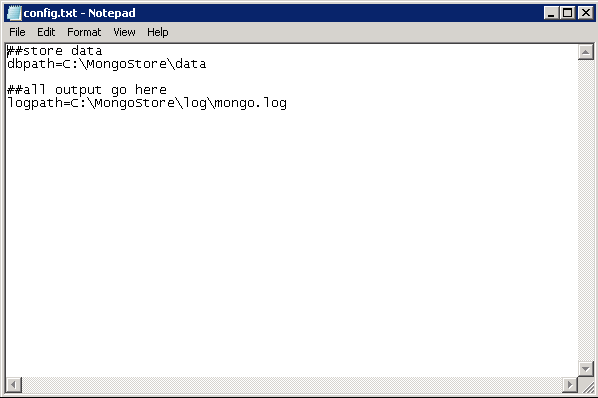 config.txt - Notepad
File Edit Format View Help
##store data
dbpath=C:\MongoStore\data
##all output go here
logpath=C:\MongoStore\log\mongo.log